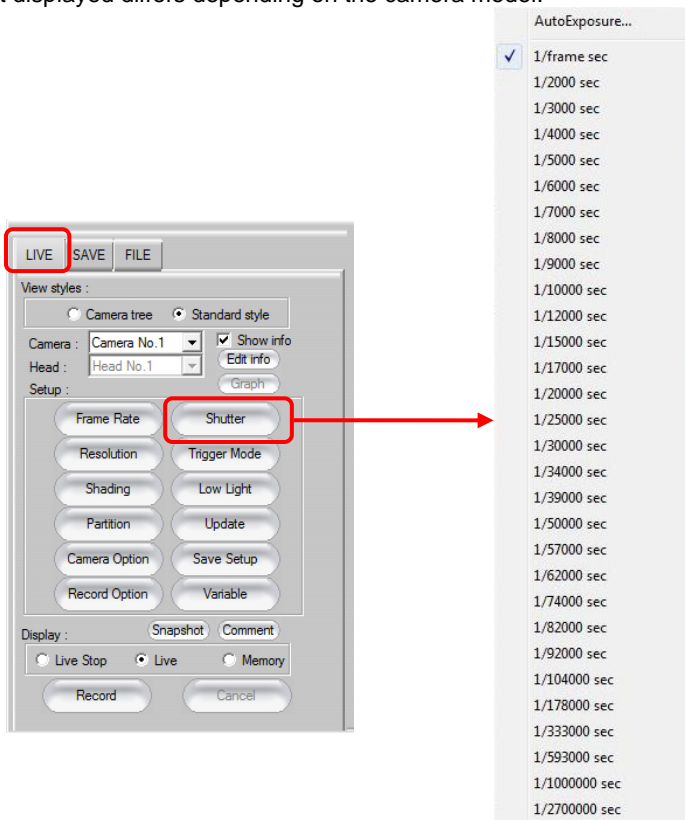 t displayed differs depending on the camera model.
LIVE SAVE FILE
View styles :
Camera tree Standard style
Camera : Camera No.1 Show info
Head : Head No.1 Edit info
Setup : Graph
Frame Rate Shutter
Resolution Trigger Mode
Shading Low Light
Partition Update
Camera Option Save Setup
Record Option Variable
Display : Snapshot Comment
Live Stop Live Memory
Record Cancel
AutoExposure...
1/frame sec
1/2000 sec
1/3000 sec
1/4000 sec
1/5000 sec
1/6000 sec
1/7000 sec
1/8000 sec
1/9000 sec
1/10000 sec
1/12000 sec
1/15000 sec
1/17000 sec
1/20000 sec
1/25000 sec
1/30000 sec
1/34000 sec
1/39000 sec
1/50000 sec
1/57000 sec
1/62000 sec
1/74000 sec
1/82000 sec
1/92000 sec
1/104000 sec
1/178000 sec
1/333000 sec
1/593000 sec
1/1000000 sec
1/2700000 sec